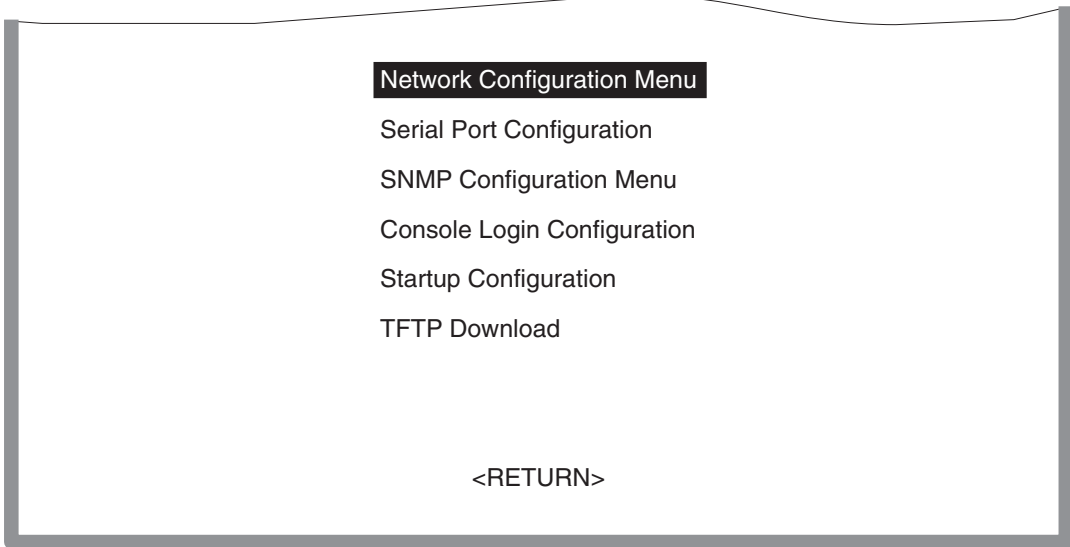 Network Configuration Menu
Serial Port Configuration
SNMP Configuration Menu
Console Login Configuration
Startup Configuration
TFTP Download
<RETURN>